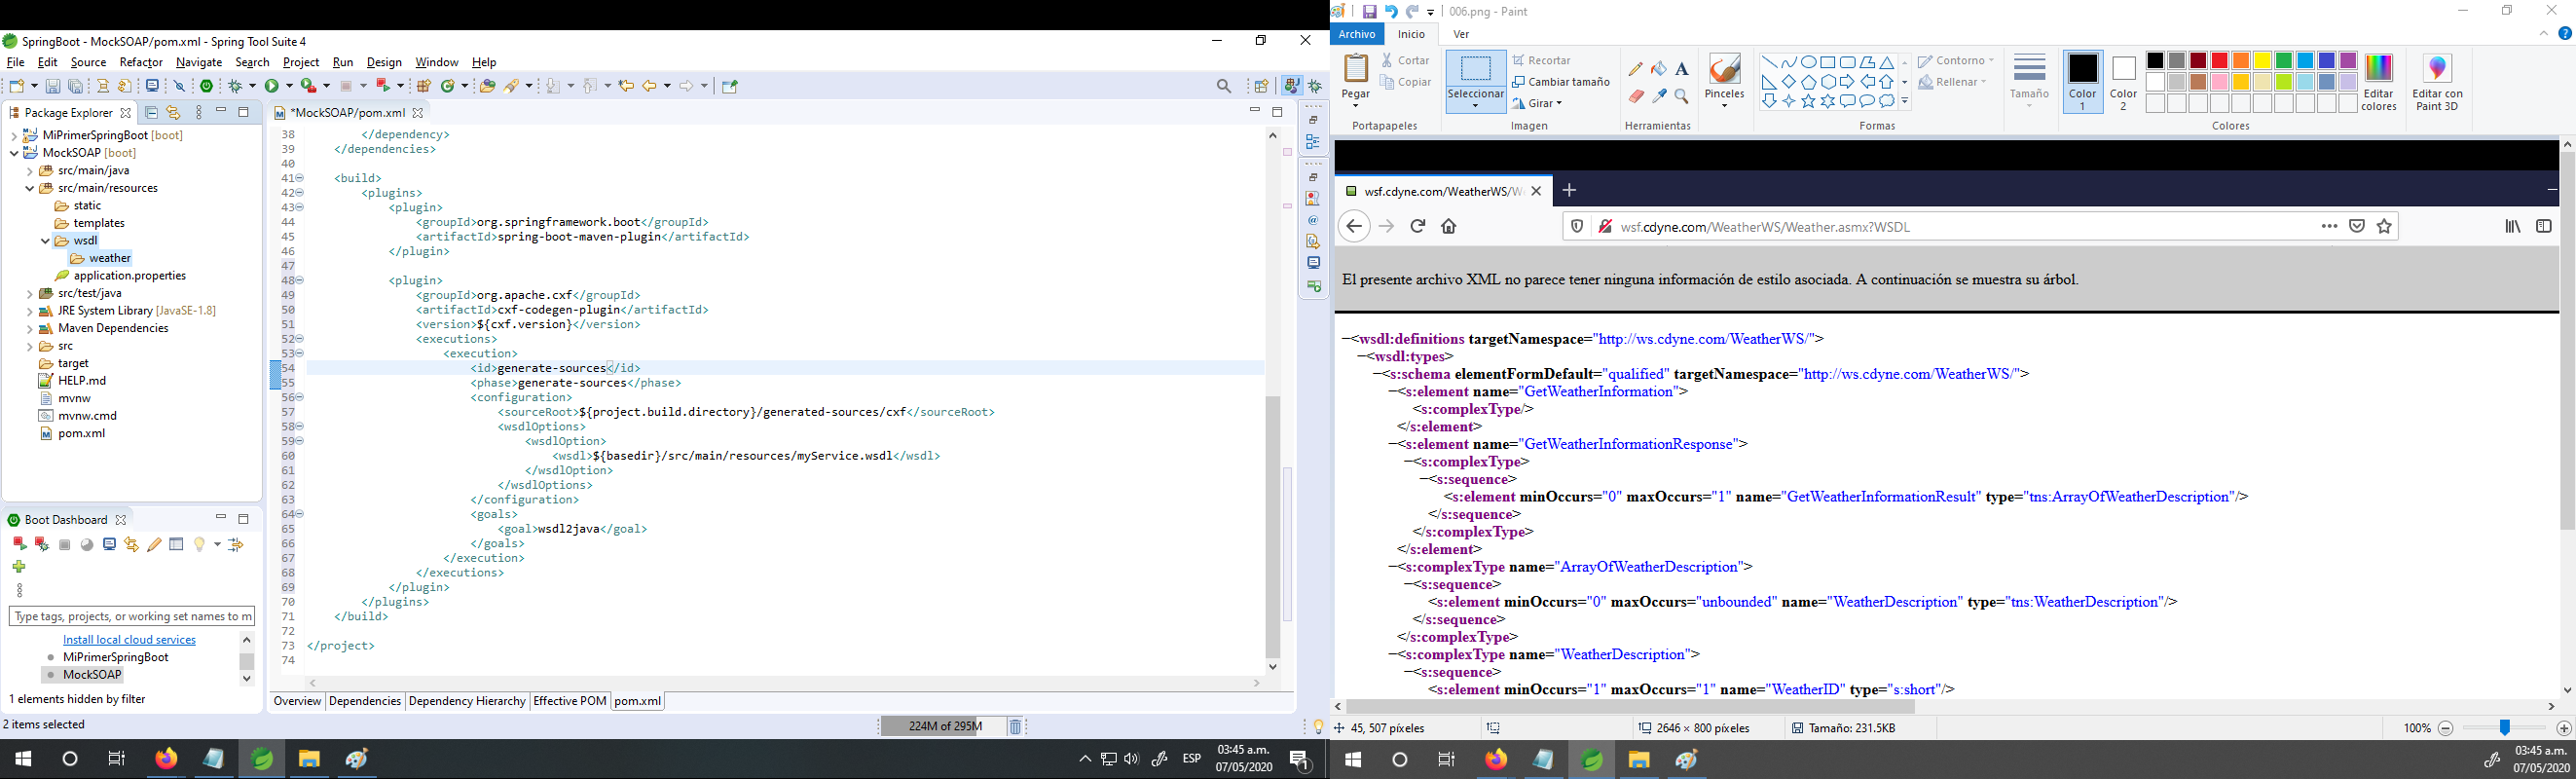 SpringBoot - MockSOAP/pom.xml - Spring Tool Suite 4
File Edit Source Refactor Navigate Search Project Run Design Window Help
Package Explorer
MiPrimerSpringBoot [boot]
MockSOAP [boot]
src/main/java
src/main/resources
static
templates
wsdl
weather
application.properties
src/test/java
JRE System Library [JavaSE-1.8]
Maven Dependencies
src
target
HELP.md
mvnw
mvnw.cmd
pom.xml
Boot Dashboard
Type tags, projects, or working set names to m
Install local cloud services
MiPrimerSpringBoot
MockSOAP
1 elements hidden by filter
2 items selected
*MockSOAP/pom.xml
38 </dependency>
39 </dependencies>
40
41 <build>
42 <plugins>
43 <plugin>
44 <groupId>org.springframework.boot</groupId>
45 <artifactId>spring-boot-maven-plugin</artifactId>
46 </plugin>
47
48 <plugin>
49 <groupId>org.apache.cxf</groupId>
50 <artifactId>cxf-codegen-plugin</artifactId>
51 <version>${cxf.version}</version>
52 <executions>
53 <execution>
54 <id>generate-sources</id>
55 <phase>generate-sources</phase>
56 <configuration>
57 <sourceRoot>${project.build.directory}/generated-sources/cxf</sourceRoot>
58 <wsdlOptions>
59 <wsdlOption>
60 <wsdl>${basedir}/src/main/resources/myService.wsdl</wsdl>
61 </wsdlOption>
62 </wsdlOptions>
63 </configuration>
64 <goals>
65 <goal>wsdl2java</goal>
66 </goals>
67 </execution>
68 </executions>
69 </plugin>
70 </plugins>
71 </build>
72
73 </project>
74
Overview Dependencies Dependency Hierarchy Effective POM pom.xml
224M of 295M
ESP
03:45 a.m.
07/05/2020
1
006.png - Paint
Archivo Inicio Ver
Pegar
Cortar
Copiar
Portapapeles
Seleccionar
Recortar
Cambiar tamaño
Girar
Imagen
A
Herramientas
Pinceles
Contorno
Rellenar
Formas
Tamaño
Color 1
Color 2
Editar colores
Colores
Editar con Paint 3D
wsf.cdyne.com/WeatherWS/W
wsf.cdyne.com/WeatherWS/Weather.asmx?WSDL
El presente archivo XML no parece tener ninguna información de estilo asociada. A continuación se muestra su árbol.
−<wsdl:definitions targetNamespace="http://ws.cdyne.com/WeatherWS/">
−<wsdl:types>
−<s:schema elementFormDefault="qualified" targetNamespace="http://ws.cdyne.com/WeatherWS/">
−<s:element name="GetWeatherInformation">
<s:complexType/>
</s:element>
−<s:element name="GetWeatherInformationResponse">
−<s:complexType>
−<s:sequence>
<s:element minOccurs="0" maxOccurs="1" name="GetWeatherInformationResult" type="tns:ArrayOfWeatherDescription"/>
</s:sequence>
</s:complexType>
</s:element>
−<s:complexType name="ArrayOfWeatherDescription">
−<s:sequence>
<s:element minOccurs="0" maxOccurs="unbounded" name="WeatherDescription" type="tns:WeatherDescription"/>
</s:sequence>
</s:complexType>
−<s:complexType name="WeatherDescription">
−<s:sequence>
<s:element minOccurs="1" maxOccurs="1" name="WeatherID" type="s:short"/>
45, 507 píxeles
2646 × 800 píxeles
Tamaño: 231.5KB
100%
03:45 a.m.
07/05/2020